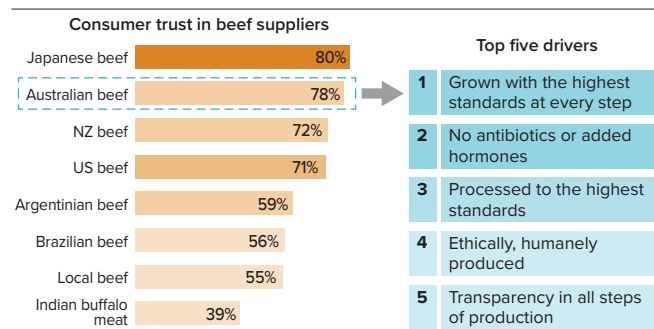 Consumer trust in beef suppliers
Japanese beef 80%
Australian beef 78%
NZ beef 72%
US beef 71%
Argentinian beef 59%
Brazilian beef 56%
Local beef 55%
Indian buffalo
meat 39%
Top five drivers
1 Grown with the highest
standards at every step
2 No antibiotics or added
hormones
3 Processed to the highest
standards
4 Ethically, humanely
produced
5 Transparency in all steps
of production